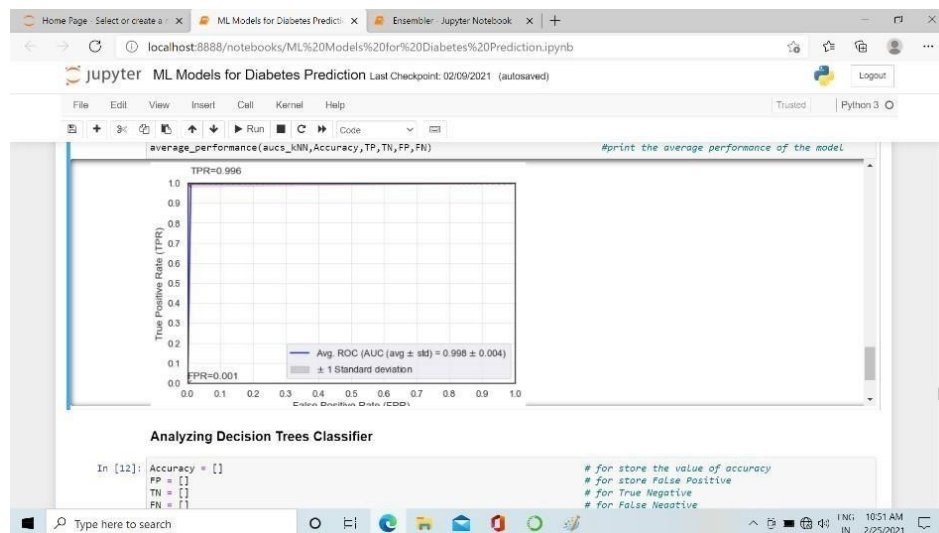 Home Page - Select or create a n
ML Models for Diabetes Predicti
Ensembler - Jupyter Notebook
localhost:8888/notebooks/ML%20Models%20for%20Diabetes%20Prediction.ipynb
jupyter ML Models for Diabetes Prediction Last Checkpoint: 02/09/2021 (autosaved)
Logout
File Edit View Insert Cell Kernel Help
Trusted Python 3
Run Code
average_performance(aucs_kNN,Accuracy,TP,TN,FP,FN) #print the average performance of the model
TPR=0.996
1.0
0.9
0.8
0.7
0.6
0.5
0.4
0.3
0.2
0.1
0.0
True Positive Rate (TPR)
Avg. ROC (AUC (avg ± std) = 0.998 ± 0.004)
± 1 Standard deviation
FPR=0.001
0.0 0.1 0.2 0.3 0.4 0.5 0.6 0.7 0.8 0.9 1.0
False Positive Rate (FPR)
Analyzing Decision Trees Classifier
In [12]: Accuracy = [] # for store the value of accuracy
FP = [] # for store False Positive
TN = [] # for True Negative
FN = [] # for False Negative
Type here to search
ENG 10:51 AM
IN 2/25/2021